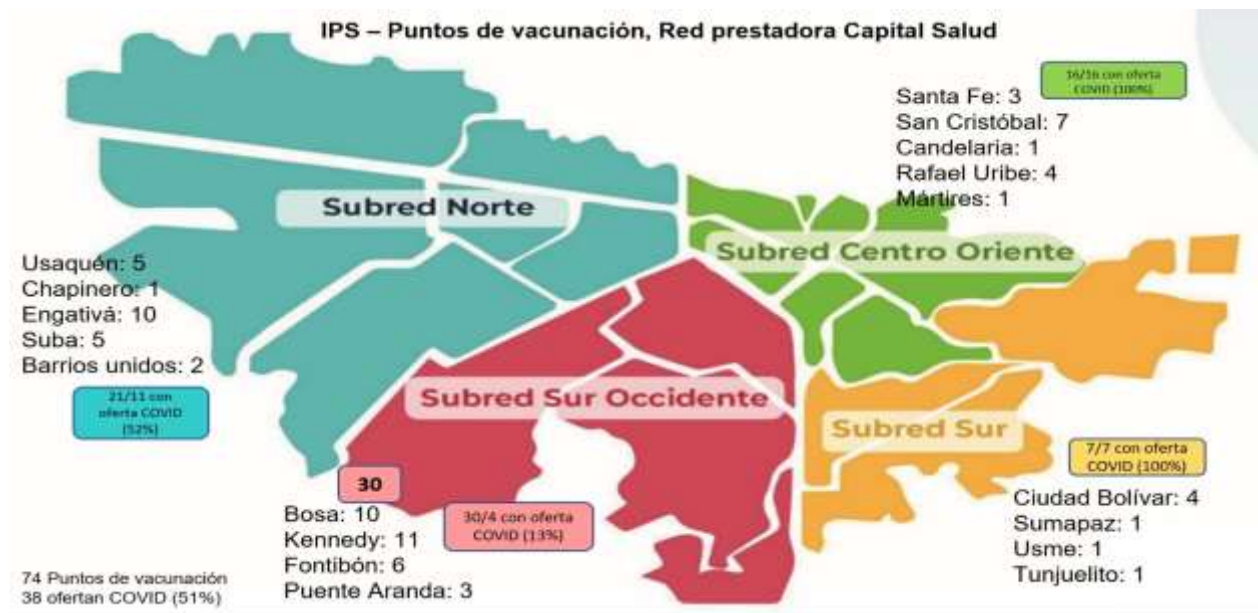 IPS – Puntos de vacunación, Red prestadora Capital Salud
16/16 con oferta
COVID (100%)
Santa Fe: 3
San Cristóbal: 7
Candelaria: 1
Rafael Uribe: 4
Mártires: 1
Subred Norte
Subred Centro Oriente
Usaquén: 5
Chapinero: 1
Engativá: 10
Suba: 5
Barrios unidos: 2
21/11 con
oferta COVID
(52%)
Subred Sur Occidente
Subred Sur
7/7 con oferta
COVID (100%)
30
Bosa: 10
Kennedy: 11
Fontibón: 6
Puente Aranda: 3
30/4 con oferta
COVID (13%)
Ciudad Bolívar: 4
Sumapaz: 1
Usme: 1
Tunjuelito: 1
74 Puntos de vacunación
38 ofertan COVID (51%)